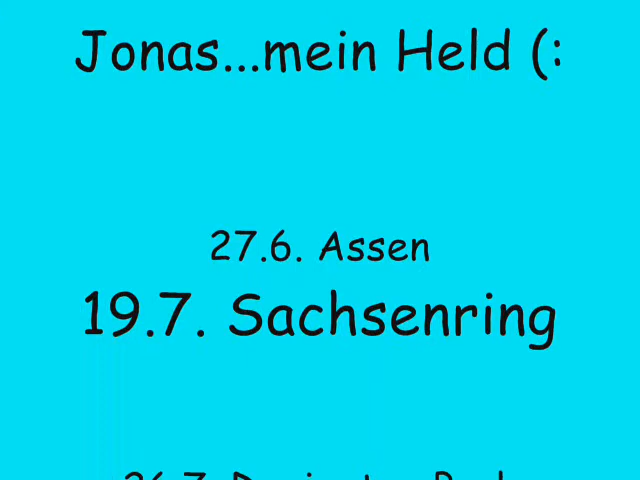 Jonas...mein Held (:
27.6. Assen
19.7. Sachsenring